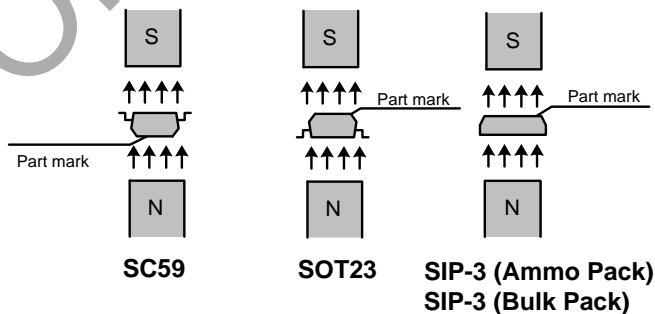 S
S
S
Part mark
Part mark
Part mark
N
N
N
SC59
SOT23
SIP-3 (Ammo Pack)
SIP-3 (Bulk Pack)